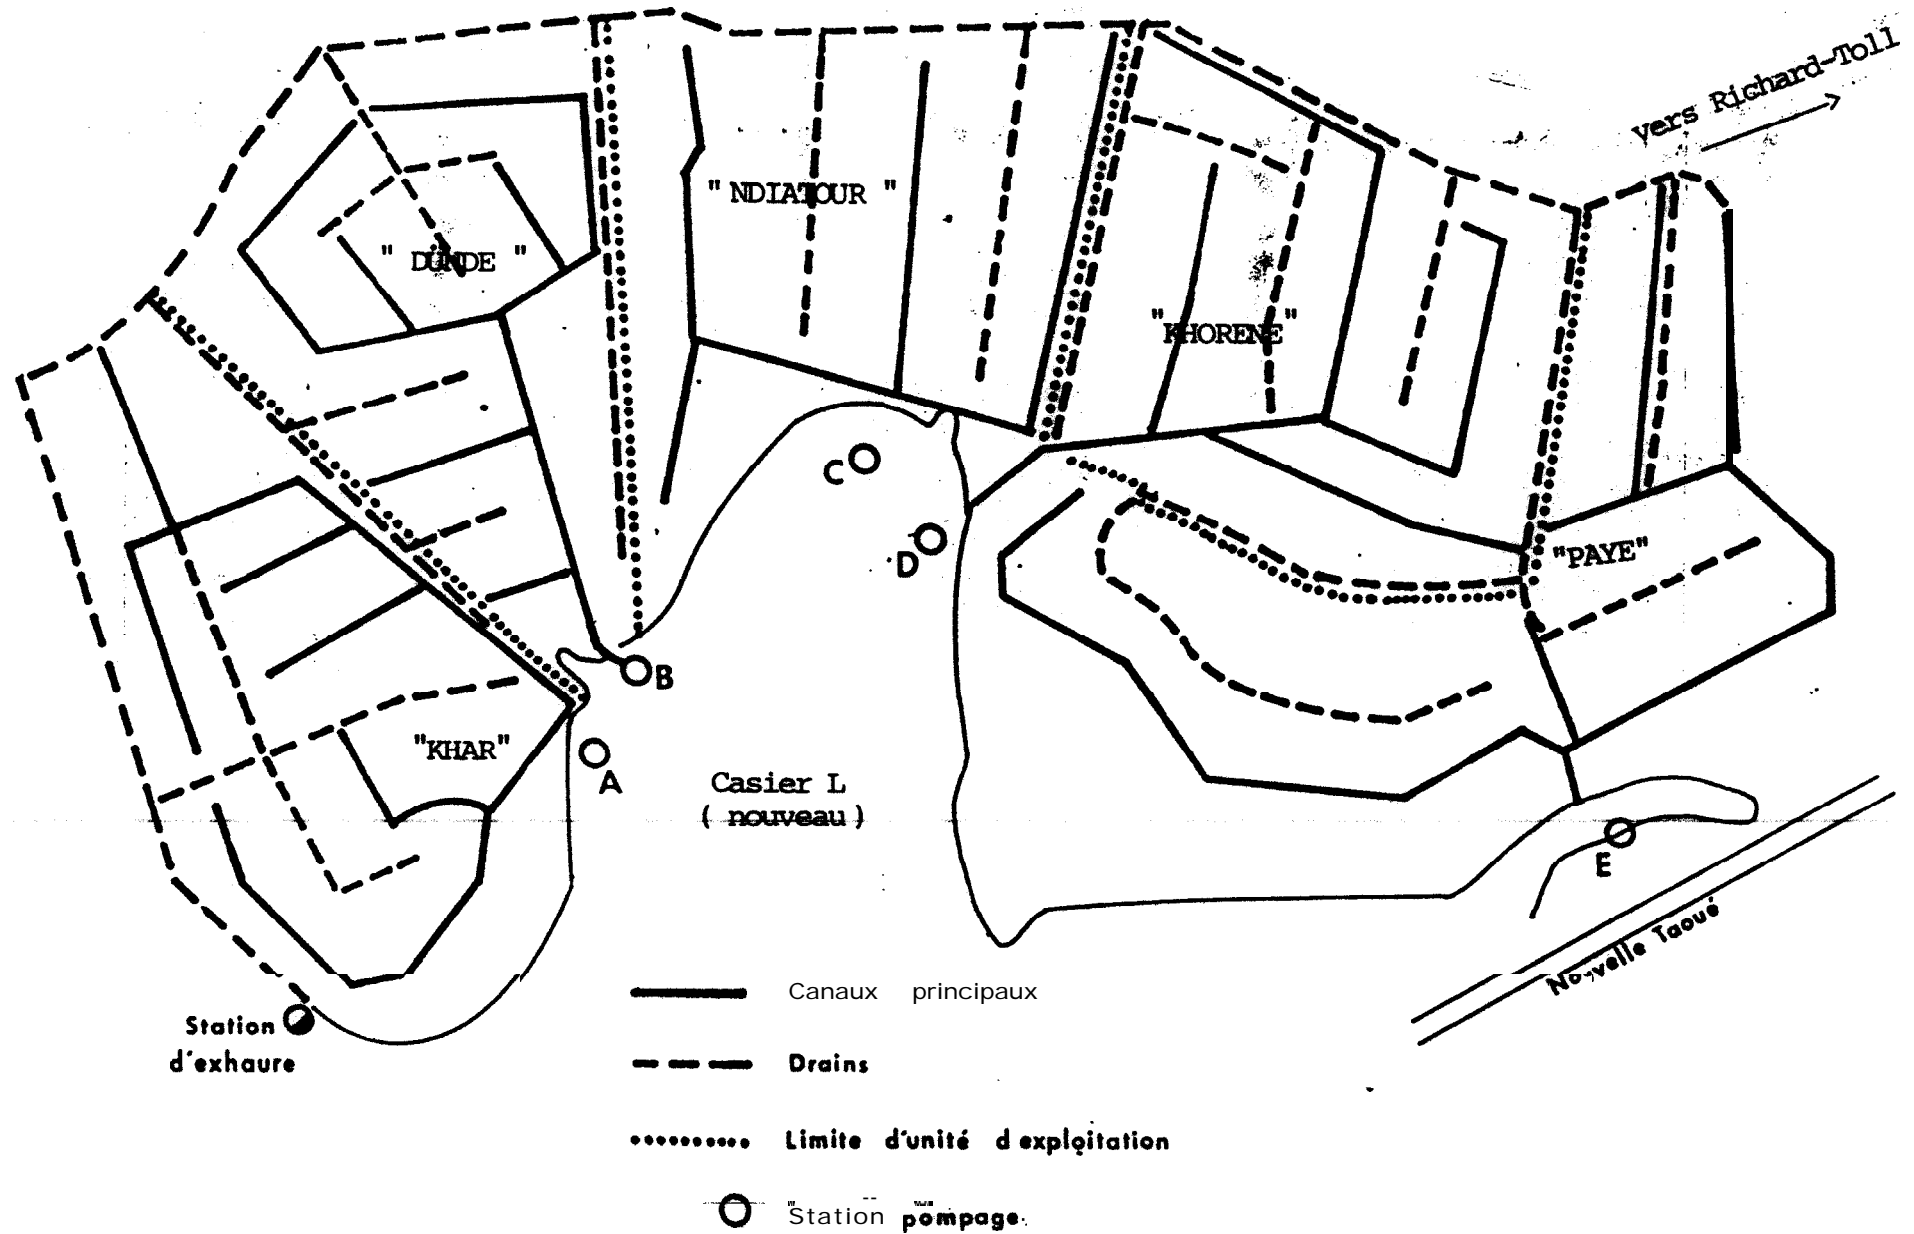 vers Richard-Toll
" NDIATOUR "
" DUNDE "
"KHORENE"
C
D
"PAYE"
B
"KHAR"
A
Casier L
( nouveau )
E
Nouvelle Taoué
Station
d'exhaure
Canaux principaux
Drains
Limite d'unité d exploitation
Station pompage